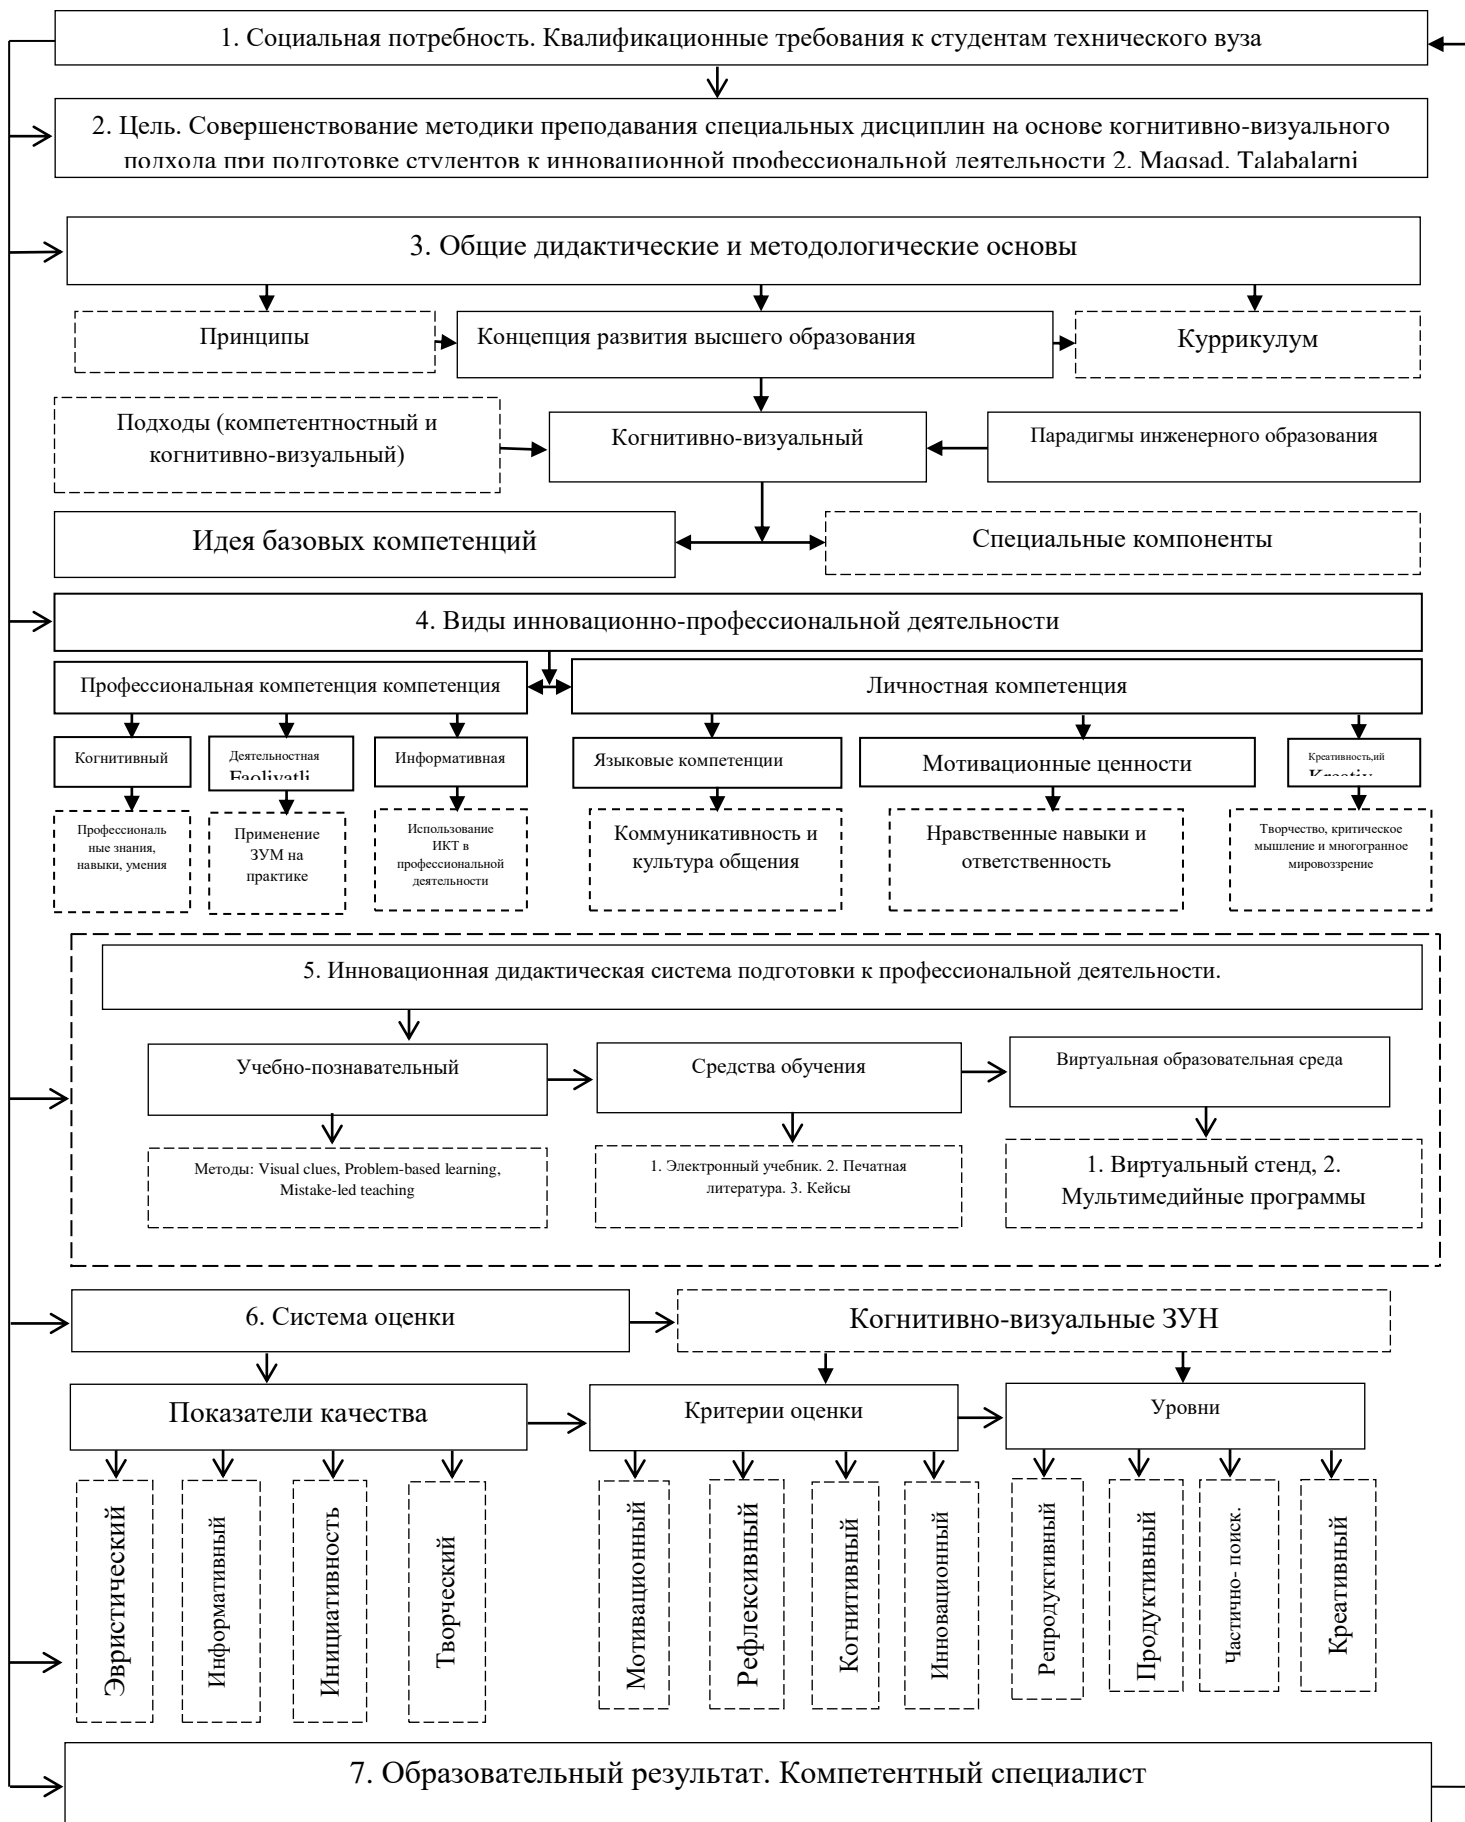 1. Социальная потребность. Квалификационные требования к студентам технического вуза
2. Цель. Совершенствование методики преподавания специальных дисциплин на основе когнитивно-визуального
подхода при подготовке студентов к инновационной профессиональной деятельности 2. Maqsad. Talabalarni
3. Общие дидактические и методологические основы
Принципы
Концепция развития высшего образования
Куррикулум
Подходы (компетентностный и
когнитивно-визуальный)
Когнитивно-визуальный
Парадигмы инженерного образования
Идея базовых компетенций
Специальные компоненты
4. Виды инновационно-профессиональной деятельности
Профессиональная компетенция компетенция
Личностная компетенция
Когнитивный
Деятельностная
Faoliyatli
Информативная
Языковые компетенции
Мотивационные ценности
Креативность,ий
Kreativ
Профессиональ
ные знания,
навыки, умения
Применение
ЗУМ на
практике
Использование
ИКТ в
профессиональной
деятельности
Коммуникативность и
культура общения
Нравственные навыки и
ответственность
Творчество, критическое
мышление и многогранное
мировоззрение
5. Инновационная дидактическая система подготовки к профессиональной деятельности.
Учебно-познавательный
Средства обучения
Виртуальная образовательная среда
Методы: Visual clues, Problem-based learning,
Mistake-led teaching
1. Электронный учебник. 2. Печатная
литература. 3. Кейсы
1. Виртуальный стенд, 2.
Мультимедийные программы
6. Система оценки
Когнитивно-визуальные ЗУН
Показатели качества
Критерии оценки
Уровни
Эвристический
Информативный
Инициативность
Творческий
Мотивационный
Рефлексивный
Когнитивный
Инновационный
Репродуктивный
Продуктивный
Частично- поиск.
Креативный
7. Образовательный результат. Компетентный специалист